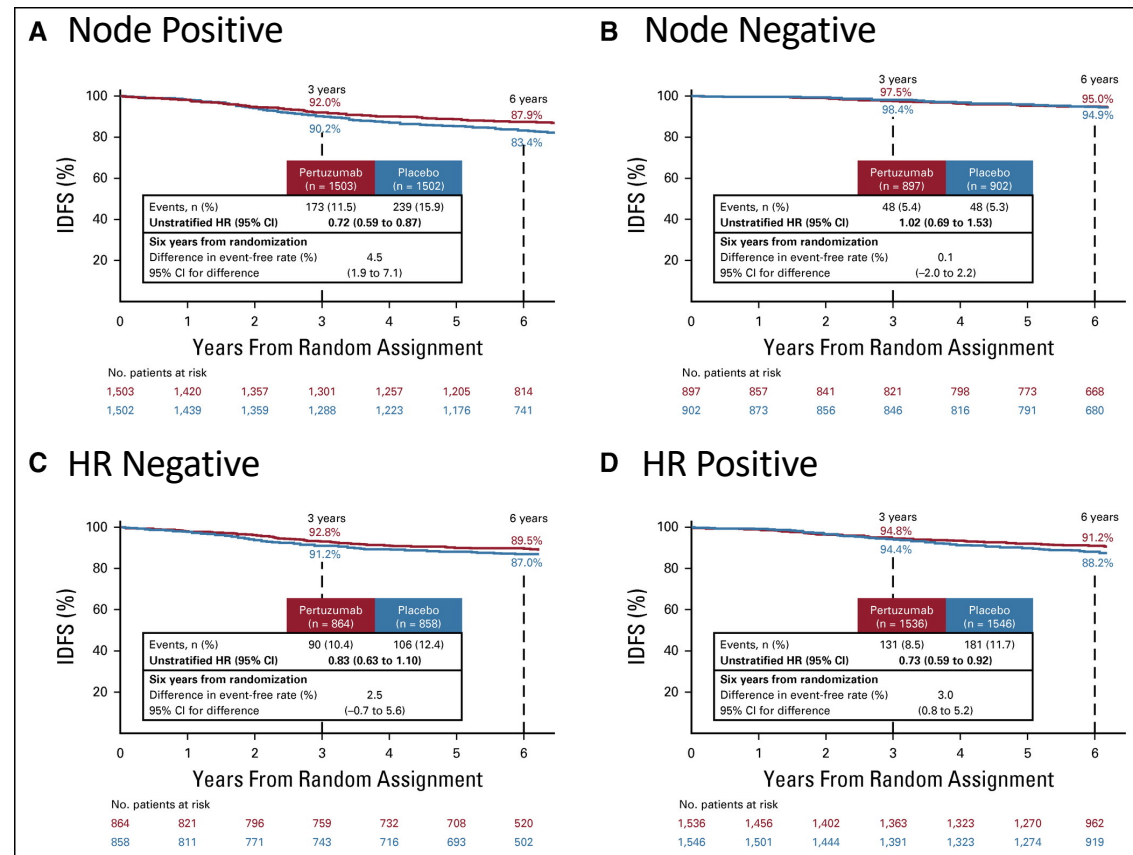 A Node Positive
3 years
92.0%
90.2%
6 years
87.9%
83.4%
100
80
60
40
20
IDFS (%)
Pertuzumab
(n = 1503)
Placebo
(n = 1502)
Events, n (%) 173 (11.5) 239 (15.9)
Unstratified HR (95% CI) 0.72 (0.59 to 0.87)
Six years from randomization
Difference in event-free rate (%) 4.5
95% CI for difference (1.9 to 7.1)
0 1 2 3 4 5 6
Years From Random Assignment
No. patients at risk
1,503 1,420 1,357 1,301 1,257 1,205 814
1,502 1,439 1,359 1,288 1,223 1,176 741
B Node Negative
3 years
97.5%
98.4%
6 years
95.0%
94.9%
100
80
60
40
20
IDFS (%)
Pertuzumab
(n = 897)
Placebo
(n = 902)
Events, n (%) 48 (5.4) 48 (5.3)
Unstratified HR (95% CI) 1.02 (0.69 to 1.53)
Six years from randomization
Difference in event-free rate (%) 0.1
95% CI for difference (–2.0 to 2.2)
0 1 2 3 4 5 6
Years From Random Assignment
No. patients at risk
897 857 841 821 798 773 668
902 873 856 846 816 791 680
C HR Negative
3 years
92.8%
91.2%
6 years
89.5%
87.0%
100
80
60
40
20
IDFS (%)
Pertuzumab
(n = 864)
Placebo
(n = 858)
Events, n (%) 90 (10.4) 106 (12.4)
Unstratified HR (95% CI) 0.83 (0.63 to 1.10)
Six years from randomization
Difference in event-free rate (%) 2.5
95% CI for difference (–0.7 to 5.6)
0 1 2 3 4 5 6
Years From Random Assignment
No. patients at risk
864 821 796 759 732 708 520
858 811 771 743 716 693 502
D HR Positive
3 years
94.8%
94.4%
6 years
91.2%
88.2%
100
80
60
40
20
IDFS (%)
Pertuzumab
(n = 1536)
Placebo
(n = 1546)
Events, n (%) 131 (8.5) 181 (11.7)
Unstratified HR (95% CI) 0.73 (0.59 to 0.92)
Six years from randomization
Difference in event-free rate (%) 3.0
95% CI for difference (0.8 to 5.2)
0 1 2 3 4 5 6
Years From Random Assignment
No. patients at risk
1,536 1,456 1,402 1,363 1,323 1,270 962
1,546 1,501 1,444 1,391 1,323 1,274 919